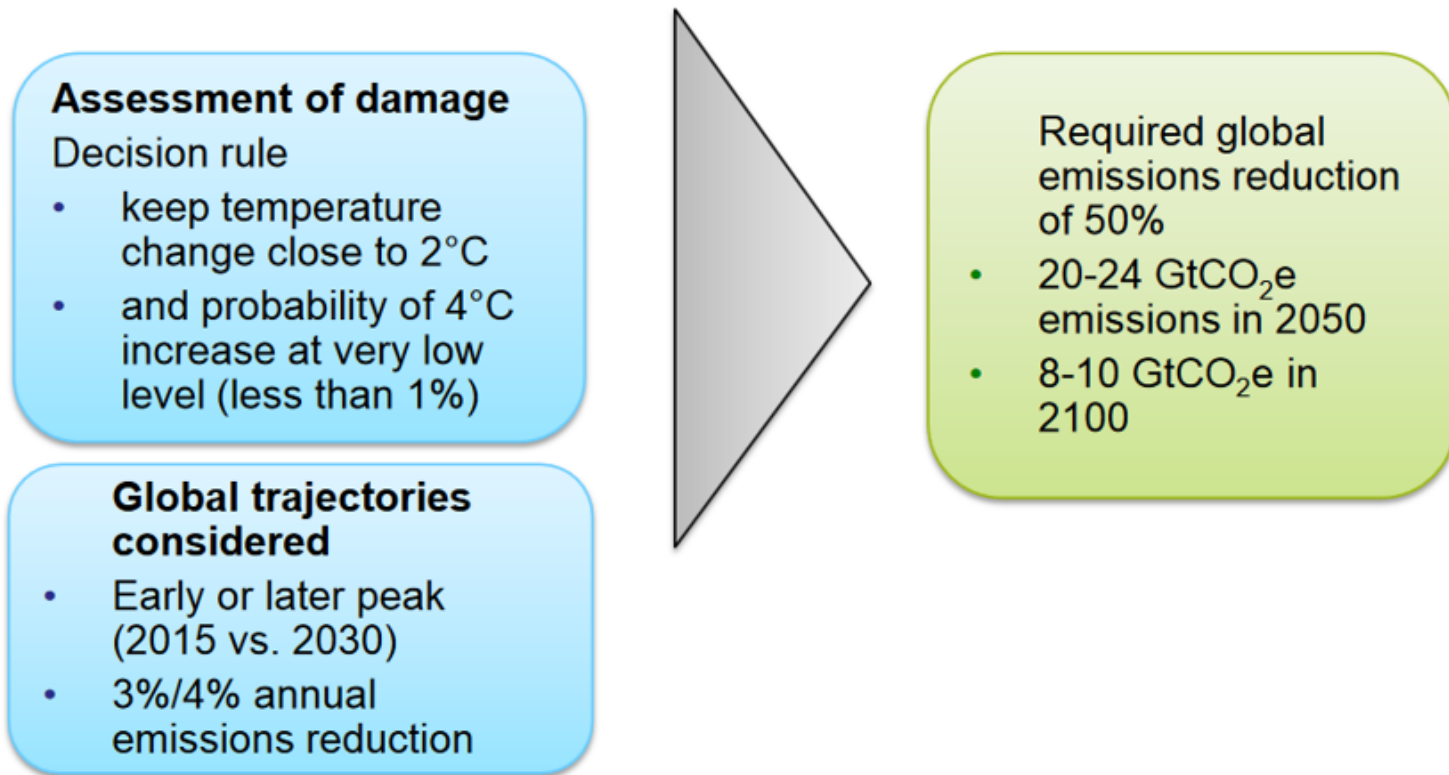 Assessment of damage
Decision rule
• keep temperature
change close to 2°C
• and probability of 4°C
increase at very low
level (less than 1%)
Global trajectories
considered
• Early or later peak
(2015 vs. 2030)
• 3%/4% annual
emissions reduction
Required global
emissions reduction
of 50%
• 20-24 GtCO₂e
emissions in 2050
• 8-10 GtCO₂e in
2100